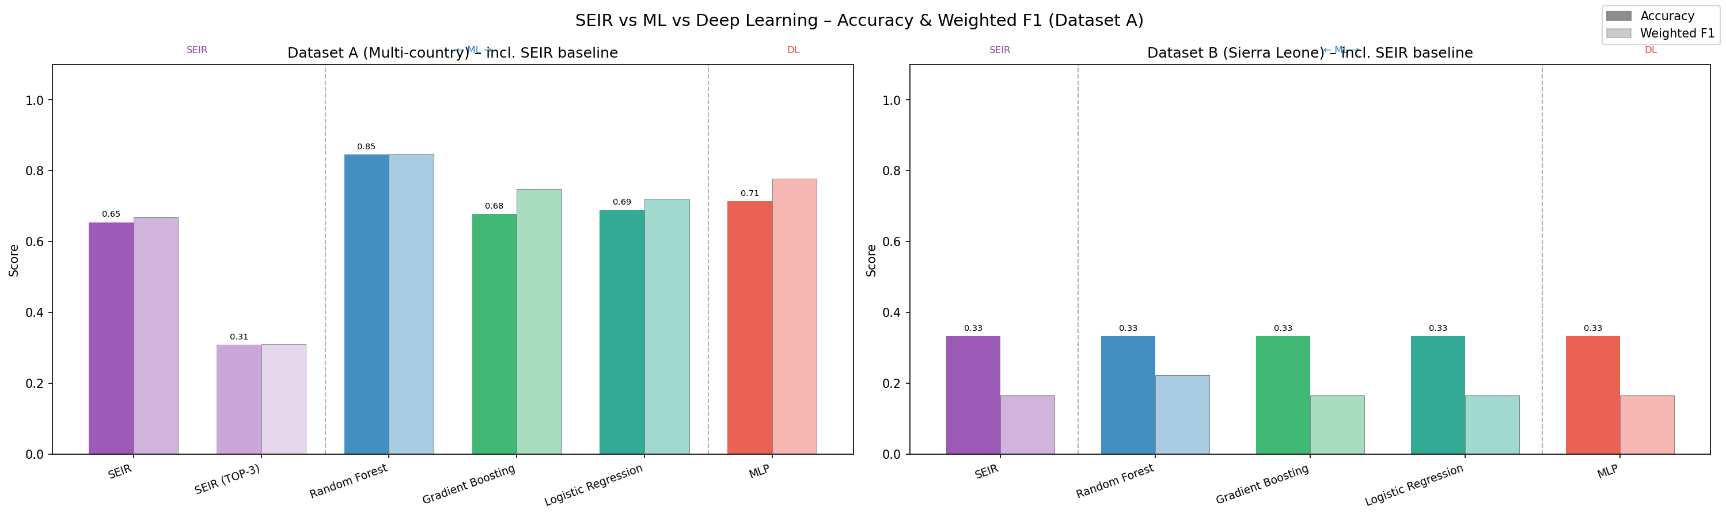 SEIR vs ML vs Deep Learning – Accuracy & Weighted F1 (Dataset A)
Accuracy
Weighted F1
SEIR
← ML →
DL
Dataset A (Multi-country) – incl. SEIR baseline
Score
1.0
0.8
0.6
0.4
0.2
0.0
0.65
0.31
0.85
0.68
0.69
0.71
SEIR
SEIR (TOP-3)
Random Forest
Gradient Boosting
Logistic Regression
MLP
SEIR
← ML →
DL
Dataset B (Sierra Leone) – incl. SEIR baseline
Score
1.0
0.8
0.6
0.4
0.2
0.0
0.33
0.33
0.33
0.33
0.33
SEIR
Random Forest
Gradient Boosting
Logistic Regression
MLP